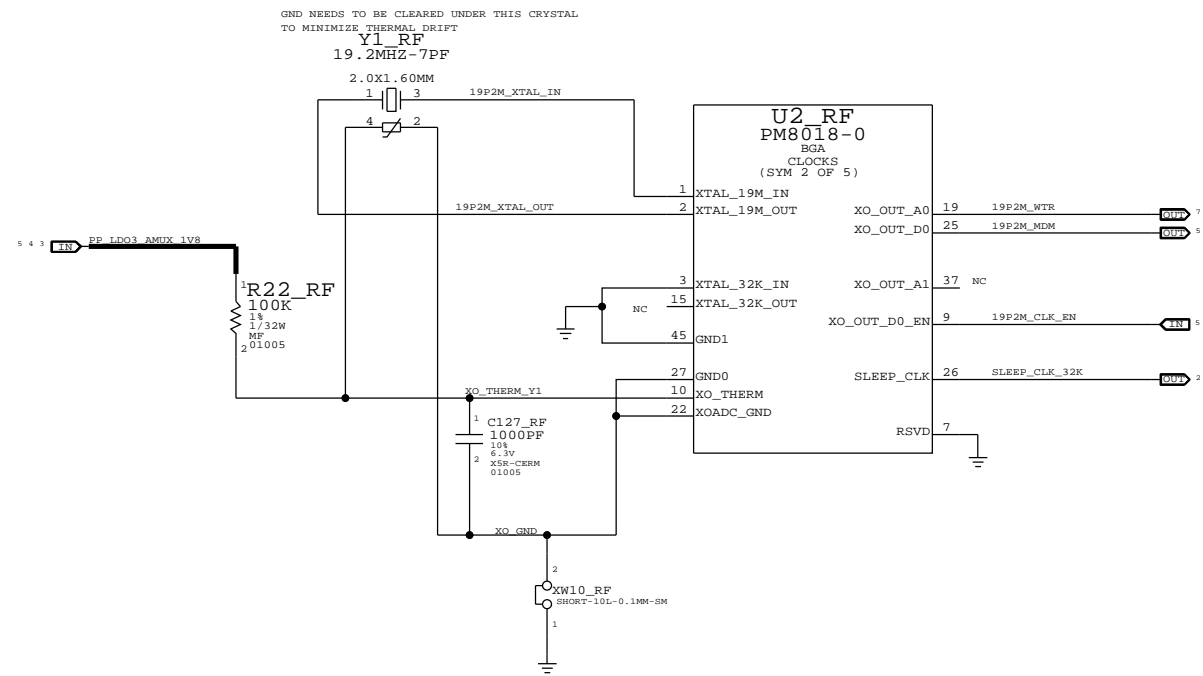 GND NEEDS TO BE CLEARED UNDER THIS CRYSTAL
TO MINIMIZE THERMAL DRIFT
Y1_RF
19.2MHZ-7PF
2.0X1.60MM
1
3
19P2M_XTAL_IN
4
2
U2_RF
PM8018-0
BGA
CLOCKS
(SYM 2 OF 5)
1
XTAL_19M_IN
19P2M_XTAL_OUT
2
XTAL_19M_OUT
XO_OUT_A0
19
19P2M_WTR
OUT
7
XO_OUT_D0
25
19P2M_MDM
OUT
5
5 4 3
IN
PP_LDO3_AMUX_1V8
1
R22_RF
100K
1%
1/32W
MF
01005
2
3
XTAL_32K_IN
NC
15
XTAL_32K_OUT
XO_OUT_A1
37
NC
XO_OUT_D0_EN
9
19P2M_CLK_EN
IN
5
45
GND1
27
GND0
SLEEP_CLK
26
SLEEP_CLK_32K
OUT
2
XO_THERM_Y1
10
XO_THERM
22
XOADC_GND
RSVD
7
1
C127_RF
1000PF
10%
6.3V
X5R-CERM
01005
2
XO_GND
2
XW10_RF
SHORT-10L-0.1MM-SM
1